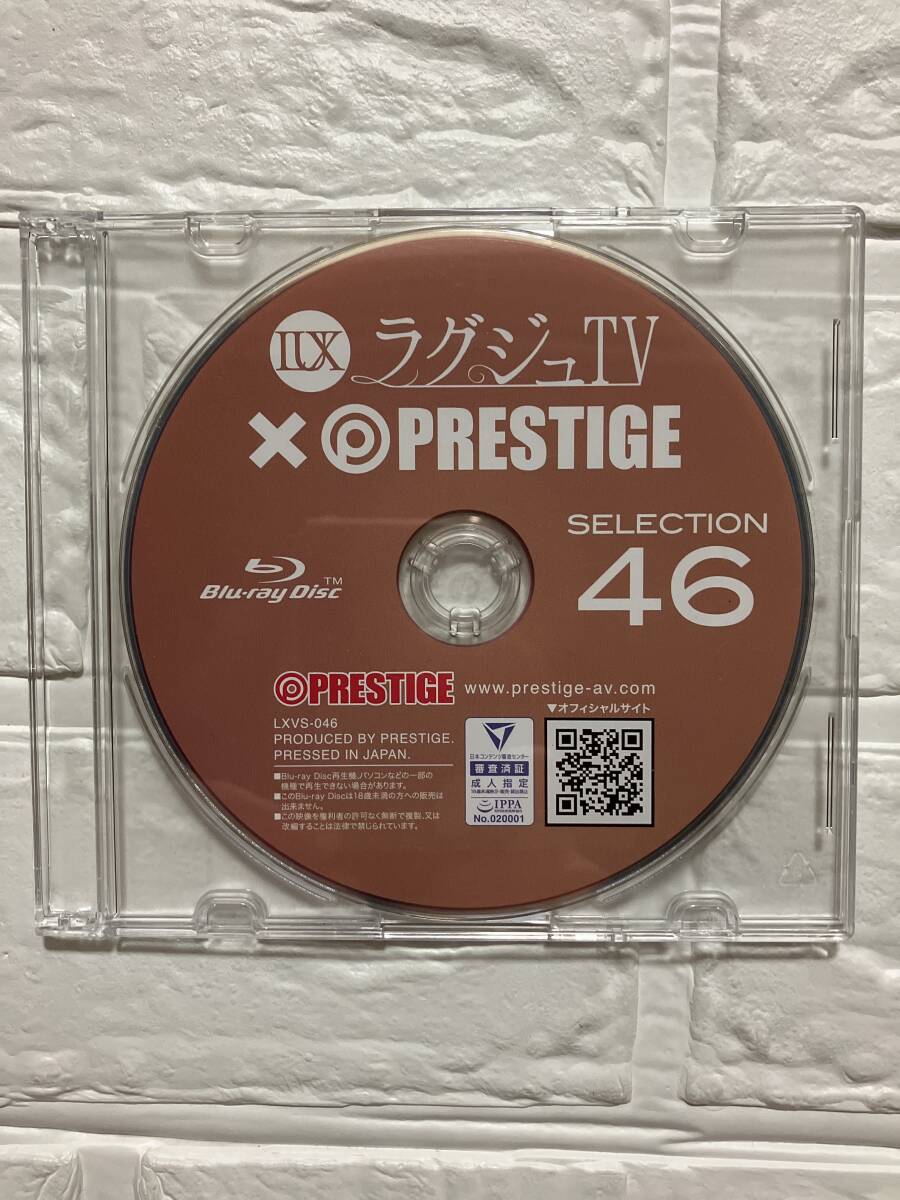 LUX ラグジュTV
× PRESTIGE
SELECTION
46
Blu-ray Disc™
PRESTIGE www.prestige-av.com
▼オフィシャルサイト
LXVS-046
PRODUCED BY PRESTIGE.
PRESSED IN JAPAN.
■Blu-ray Disc再生機、パソコンなどの一部の
機種で再生できない場合があります。
■このBlu-ray Discは18歳未満の方への販売は
出来ません。
■この映像を権利者の許可なく無断で複製、又は
改編することは法律で禁じられています。
日本コンテンツ審査センター
審査済証
成人指定
IPPA
No.020001